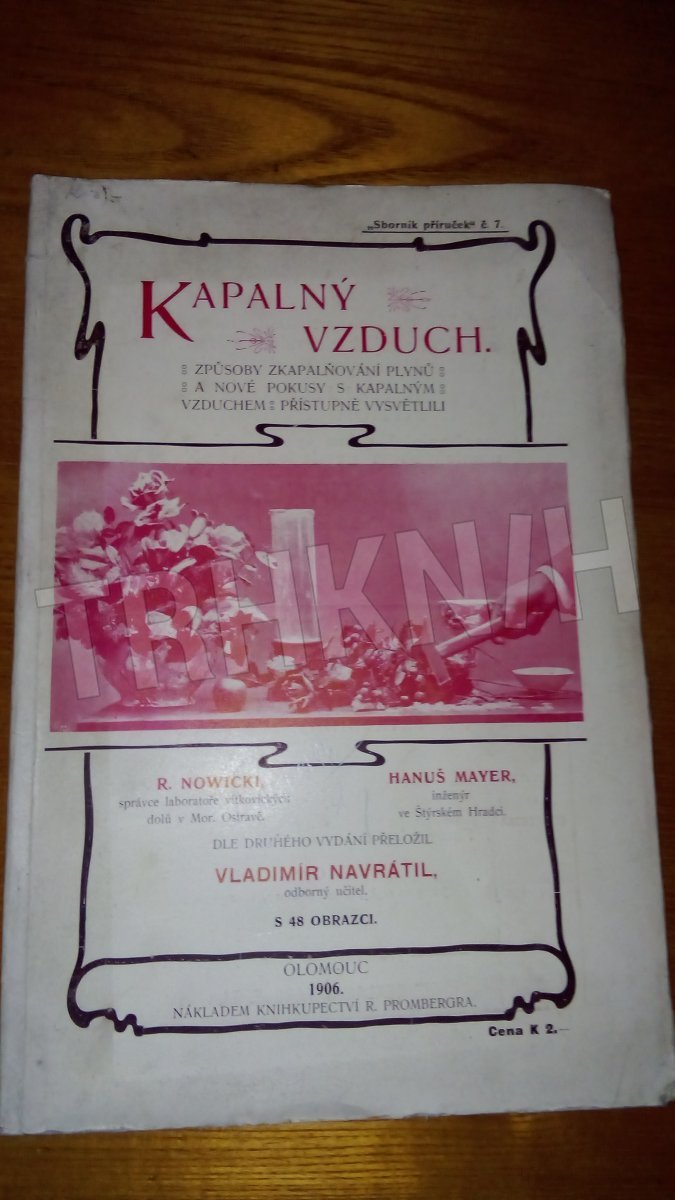 „Sborník příruček“ č. 7.
KAPALNÝ
VZDUCH.
ZPŮSOBY ZKAPALŇOVÁNÍ PLYNŮ
A NOVÉ POKUSY S KAPALNÝM
VZDUCHEM PŘÍSTUPNĚ VYSVĚTLILI
TRHKNIH
R. NOWICKI,
správce laboratoře vítkovických
dolů v Mor. Ostravě.
HANUŠ MAYER,
inženýr
ve Štýrském Hradci.
DLE DRUHÉHO VYDÁNÍ PŘELOŽIL
VLADIMÍR NAVRÁTIL,
odborný učitel.
S 48 OBRAZCI.
OLOMOUC
1906.
NÁKLADEM KNIHKUPECTVÍ R. PROMBERGRA.
Cena K 2.—